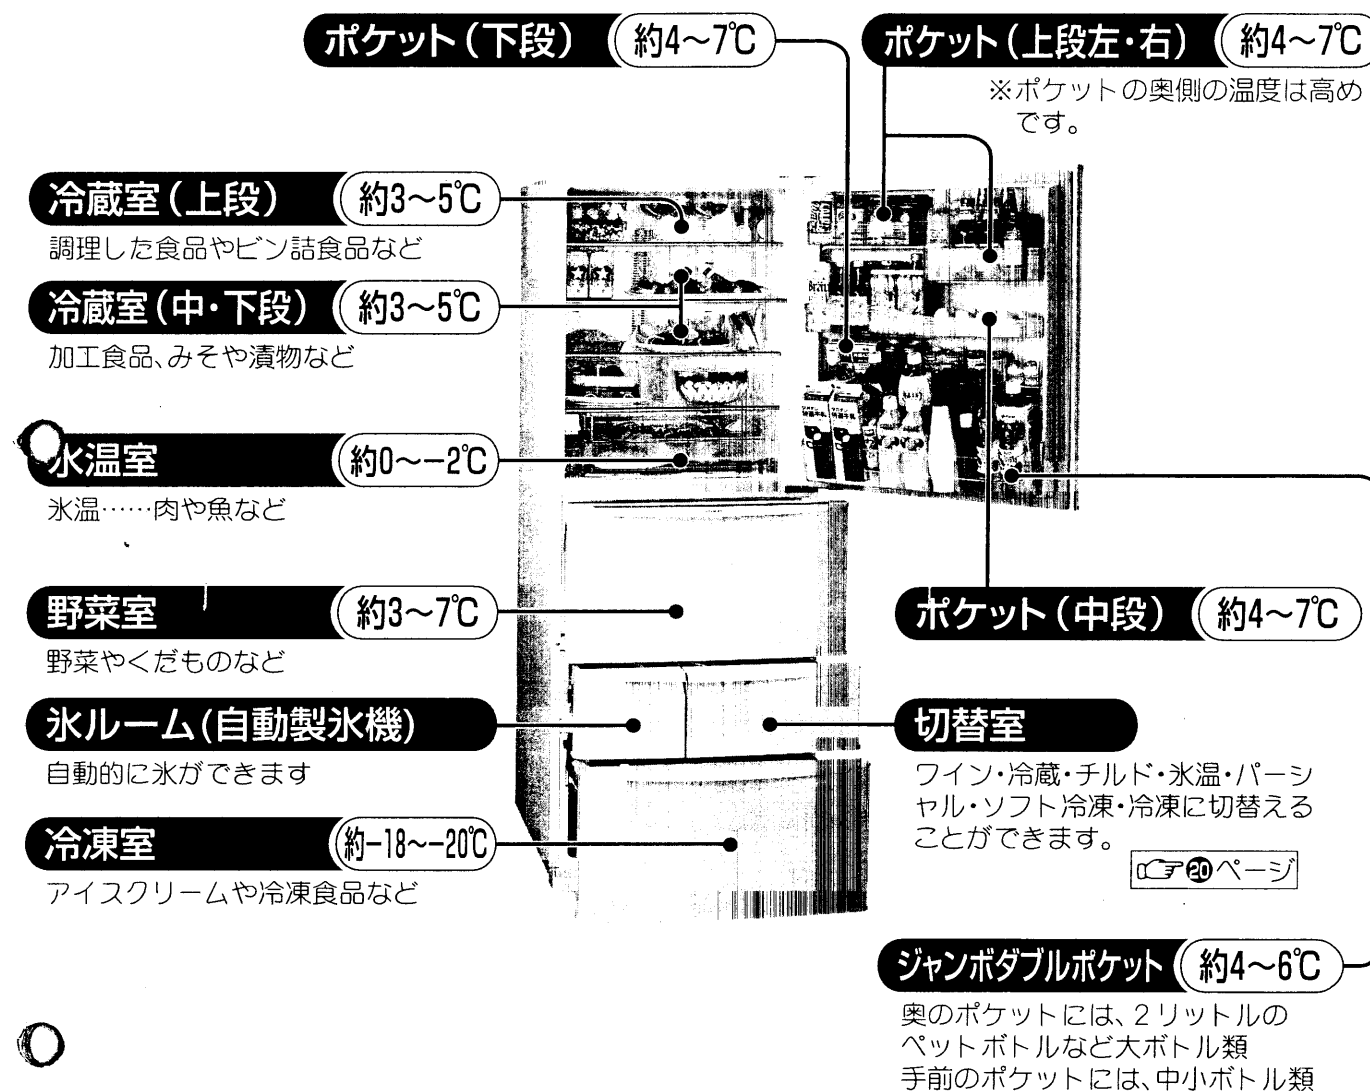 ポケット(下段) 約4～7℃
ポケット(上段左・右) 約4～7℃
※ポケットの奥側の温度は高め
です。
冷蔵室(上段) 約3～5℃
調理した食品やビン詰食品など
冷蔵室(中・下段) 約3～5℃
加工食品、みそや漬物など
氷温室 約0～－2℃
氷温……肉や魚など
野菜室 約3～7℃
野菜やくだものなど
氷ルーム(自動製氷機)
自動的に氷ができます
冷凍室 約-18～-20℃
アイスクリームや冷凍食品など
ポケット(中段) 約4～7℃
切替室
ワイン・冷蔵・チルド・氷温・パーシ
ャル・ソフト冷凍・冷凍に切替える
ことができます。
☞⑳ページ
ジャンボダブルポケット 約4～6℃
奥のポケットには、2リットルの
ペットボトルなど大ボトル類
手前のポケットには、中小ボトル類